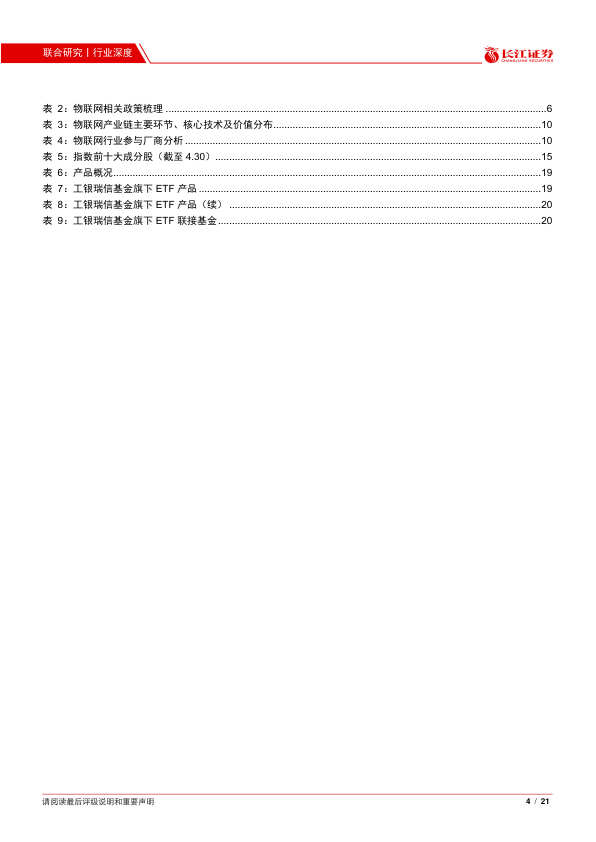 联合研究丨行业深度
长江证券
CHANGJIANG SECURITIES
表 2：物联网相关政策梳理 ........................................................................................................................................6
表 3：物联网产业链主要环节、核心技术及价值分布................................................................................................10
表 4：物联网行业参与厂商分析 ................................................................................................................................10
表 5：指数前十大成分股（截至 4.30） .....................................................................................................................15
表 6：产品概况..........................................................................................................................................................19
表 7：工银瑞信基金旗下 ETF 产品 ...........................................................................................................................19
表 8：工银瑞信基金旗下 ETF 产品（续） ................................................................................................................20
表 9：工银瑞信基金旗下 ETF 联接基金 ....................................................................................................................20
请阅读最后评级说明和重要声明
4 / 21